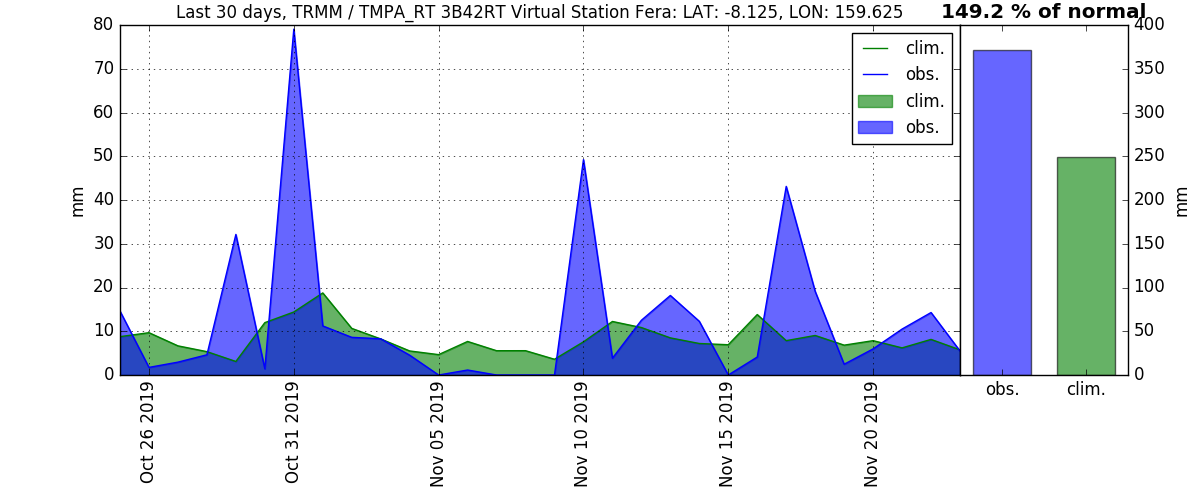 Last 30 days, TRMM / TMPA_RT 3B42RT Virtual Station Fera: LAT: -8.125, LON: 159.625
149.2 % of normal
80
70
60
50
40
30
20
10
0
mm
clim.
obs.
clim.
obs.
Oct 26 2019
Oct 31 2019
Nov 05 2019
Nov 10 2019
Nov 15 2019
Nov 20 2019
400
350
300
250
200
150
100
50
0
mm
obs.
clim.